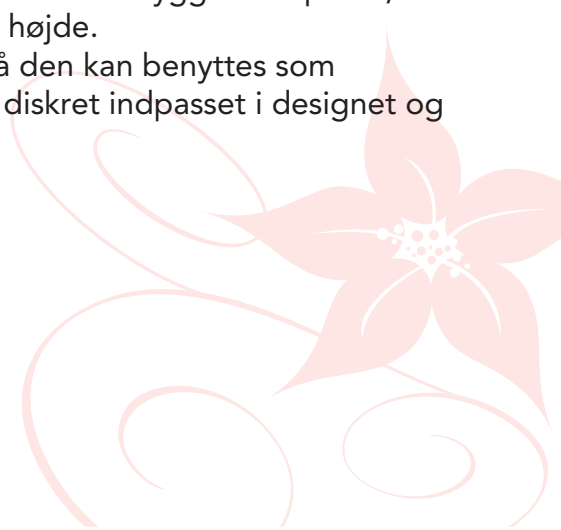 højde.
å den kan benyttes som
diskret indpasset i designet og